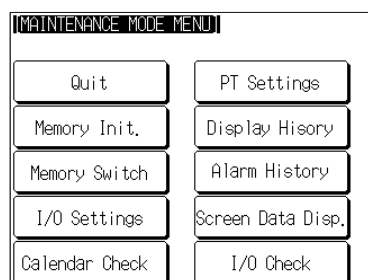 [MAINTENANCE MODE MENU]
Quit
PT Settings
Memory Init.
Display Hisory
Memory Switch
Alarm History
I/O Settings
Screen Data Disp.
Calendar Check
I/O Check